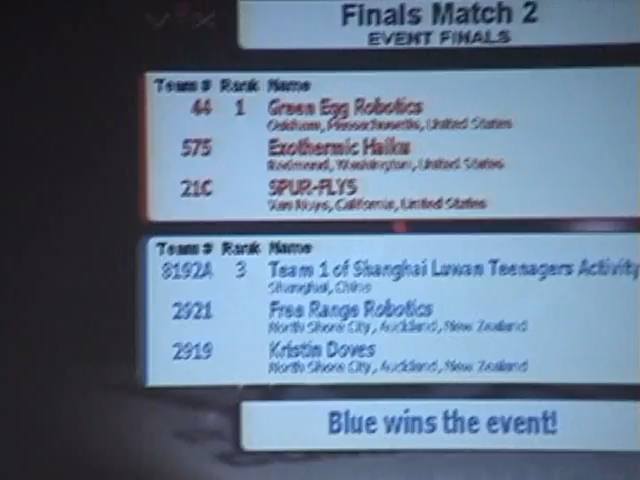 VEX
Finals Match 2
EVENT FINALS
Team # Rank Name
44 1 Green Egg Robotics
Oakham, Massachusetts, United States
575 Exothermic Haiku
Redmond, Washington, United States
21C SPUR-FLYS
Van Nuys, California, United States
Team # Rank Name
8192A 3 Team 1 of Shanghai Luwan Teenagers Activity
Shanghai, China
2921 Free Range Robotics
North Shore City, Auckland, New Zealand
2919 Kristin Doves
North Shore City, Auckland, New Zealand
Blue wins the event!